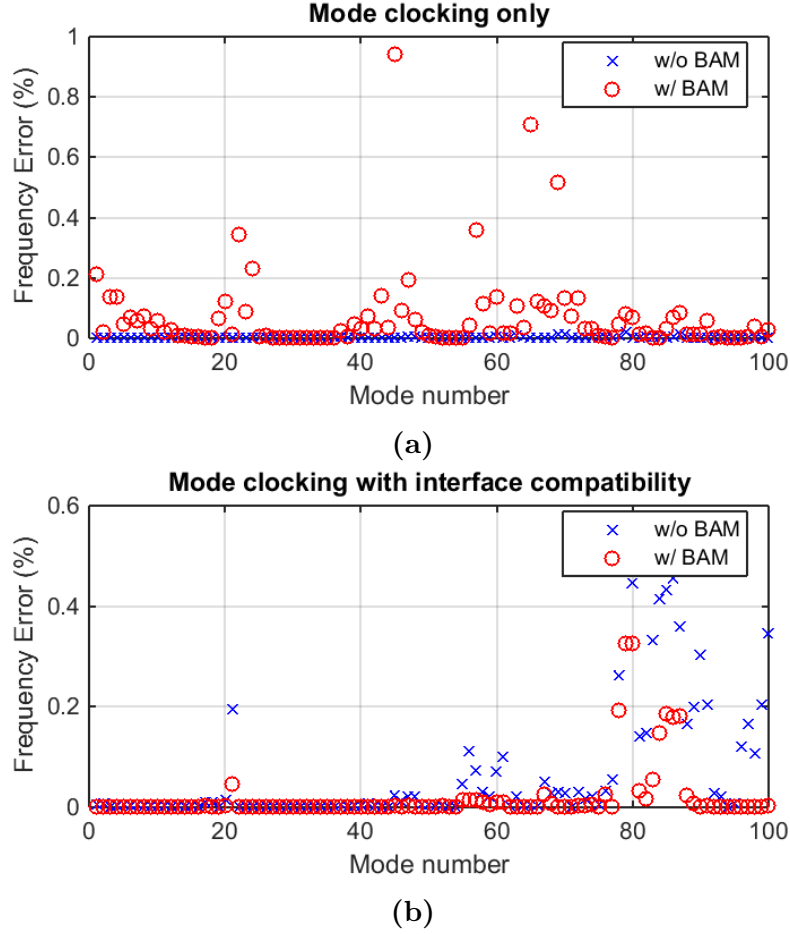 Mode clocking only
Frequency Error (%)
1
0.8
0.6
0.4
0.2
0
w/o BAM
w/ BAM
0 20 40 60 80 100
Mode number
(a)
Mode clocking with interface compatibility
Frequency Error (%)
0.6
0.4
0.2
0
w/o BAM
w/ BAM
0 20 40 60 80 100
Mode number
(b)